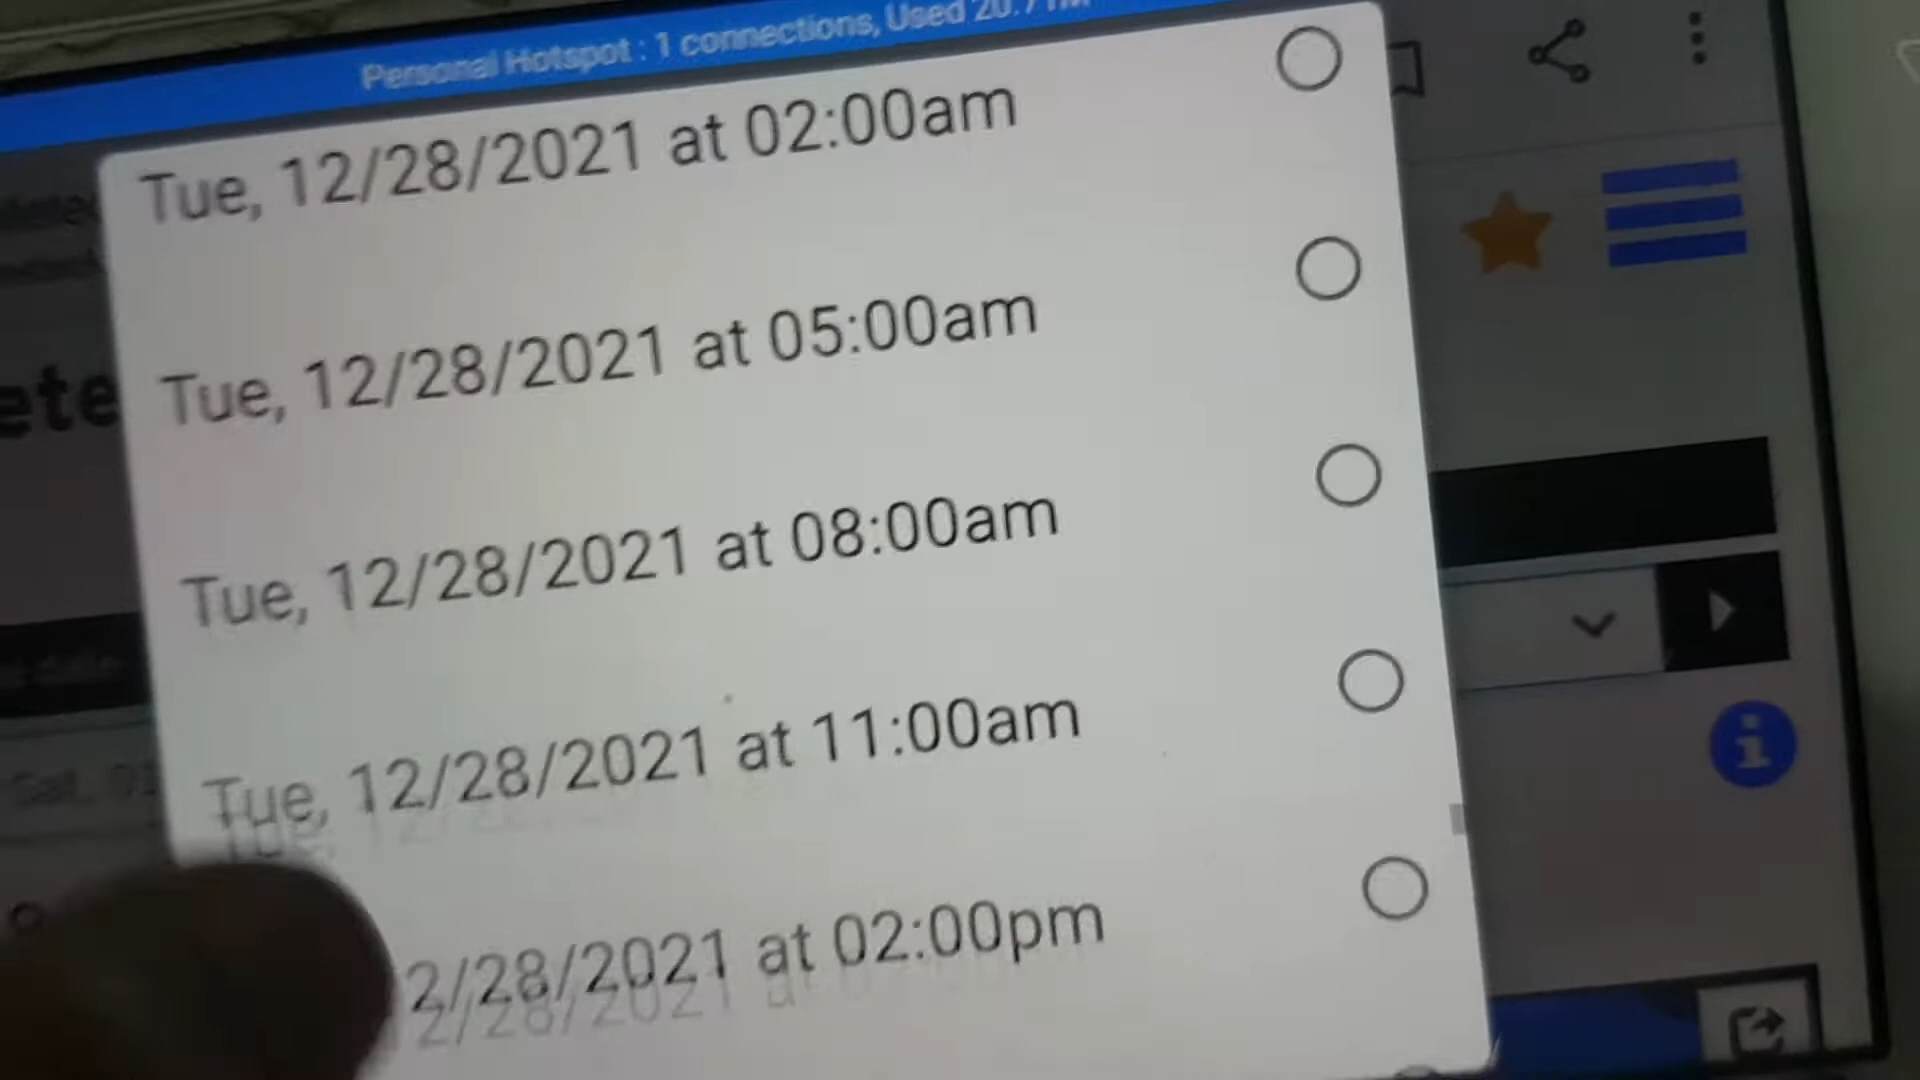 Personal Hotspot : 1 connections, Used 20.
Tue, 12/28/2021 at 02:00am
Tue, 12/28/2021 at 05:00am
ete
Tue, 12/28/2021 at 08:00am
Tue, 12/28/2021 at 11:00am
2/28/2021 at 02:00pm